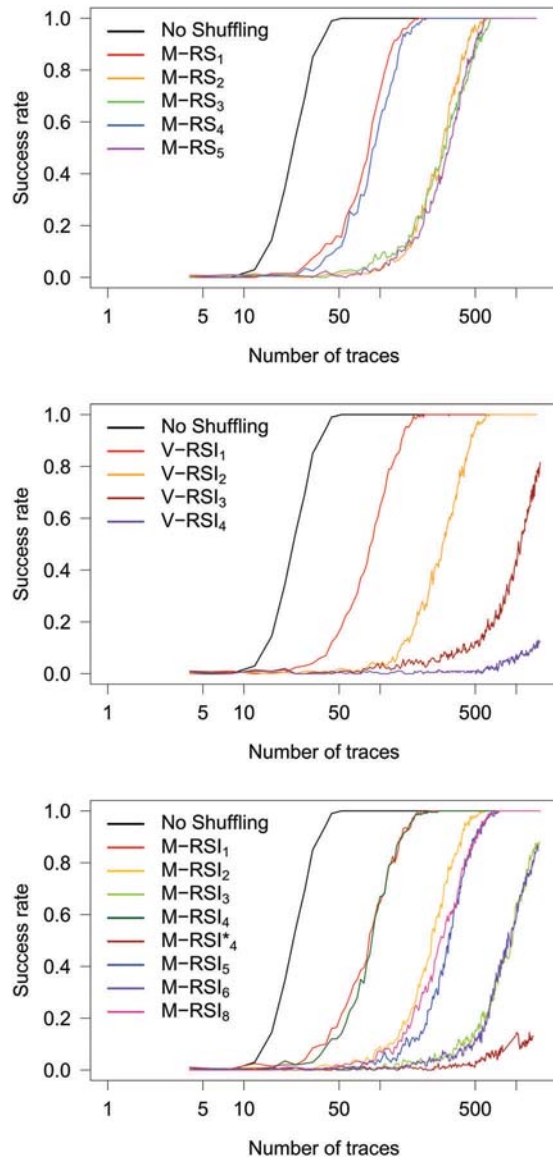 1.0
0.8
0.6
0.4
0.2
0.0
Success rate
No Shuffling
M−RS1
M−RS2
M−RS3
M−RS4
M−RS5
1 5 10 50 500
Number of traces
1.0
0.8
0.6
0.4
0.2
0.0
Success rate
No Shuffling
V−RSI1
V−RSI2
V−RSI3
V−RSI4
1 5 10 50 500
Number of traces
1.0
0.8
0.6
0.4
0.2
0.0
Success rate
No Shuffling
M−RSI1
M−RSI2
M−RSI3
M−RSI4
M−RSI*4
M−RSI5
M−RSI6
M−RSI8
1 5 10 50 500
Number of traces